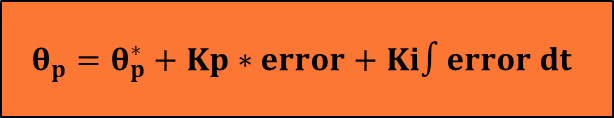 θₚ = θₚ* + Kp * error + Ki∫ error dt